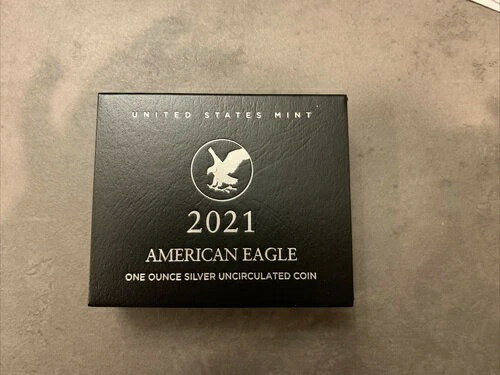 UNITED STATES MINT
2021
AMERICAN EAGLE
ONE OUNCE SILVER UNCIRCULATED COIN